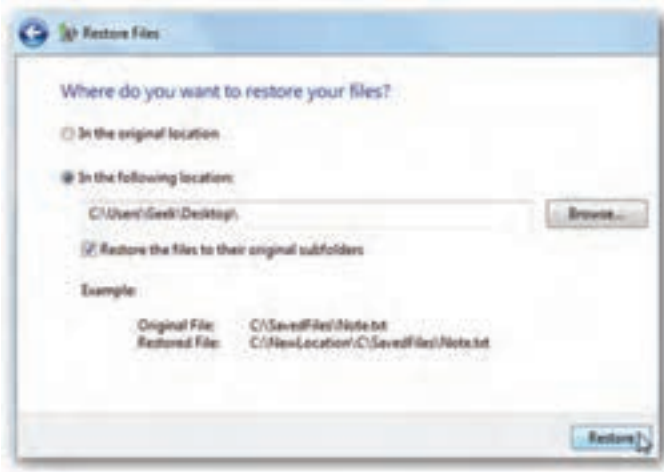 Restore Files
Where do you want to restore your files?
In the original location
In the following location:
C:\Users\Geek\Desktop\
Browse...
Restore the files to their original subfolders
Example:
Original File: C:\SavedFiles\Note.txt
Restored File: C:\NewLocation\C\SavedFiles\Note.txt
Restore